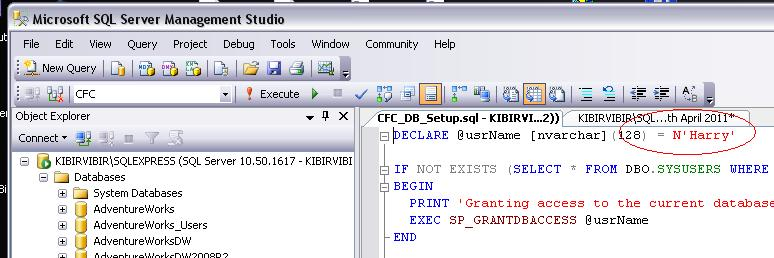 Microsoft SQL Server Management Studio
File Edit View Query Project Debug Tools Window Community Help
New Query
CFC Execute
Object Explorer
Connect
KIBIRVIBIR\SQLEXPRESS (SQL Server 10.50.1617 - KIBIRVIBI
Databases
System Databases
AdventureWorks
AdventureWorks_Users
AdventureWorksDW
AdventureWorksDW2008R2
CFC_DB_Setup.sql - KIBIRVI...2)) KIBIRVIBIR\SQL...th April 2011*
DECLARE @usrName [nvarchar](128) = N'Harry'
IF NOT EXISTS (SELECT * FROM DBO.SYSUSERS WHERE
BEGIN
PRINT 'Granting access to the current database
EXEC SP_GRANTDBACCESS @usrName
END